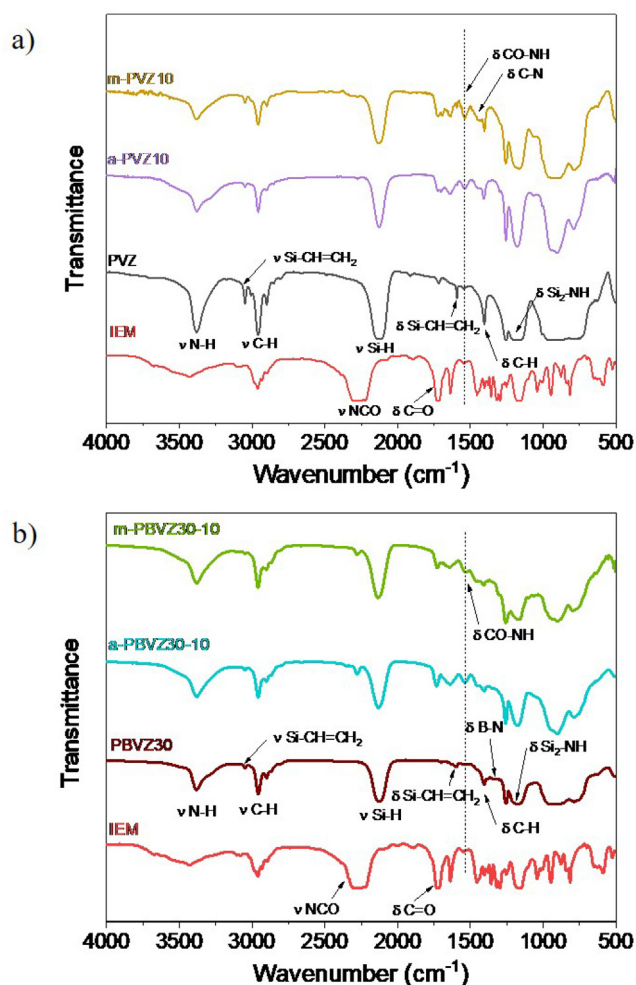 a)
δ CO-NH
δ C-N
m-PVZ10
a-PVZ10
Transmittance
ν Si-CH=CH₂
PVZ
δ Si₂-NH
δ Si-CH=CH₂
IEM
ν N-H
ν C-H
ν Si-H
δ C-H
ν NCO
δ C=O
4000 3500 3000 2500 2000 1500 1000 500
Wavenumber (cm⁻¹)
b)
m-PBVZ30-10
δ CO-NH
a-PBVZ30-10
Transmittance
δ B-N
ν Si-CH=CH₂
PBVZ30
δ Si₂-NH
δ Si-CH=CH₂
ν N-H
ν C-H
ν Si-H
δ C-H
IEM
ν NCO
δ C=O
4000 3500 3000 2500 2000 1500 1000 500
Wavenumber (cm⁻¹)